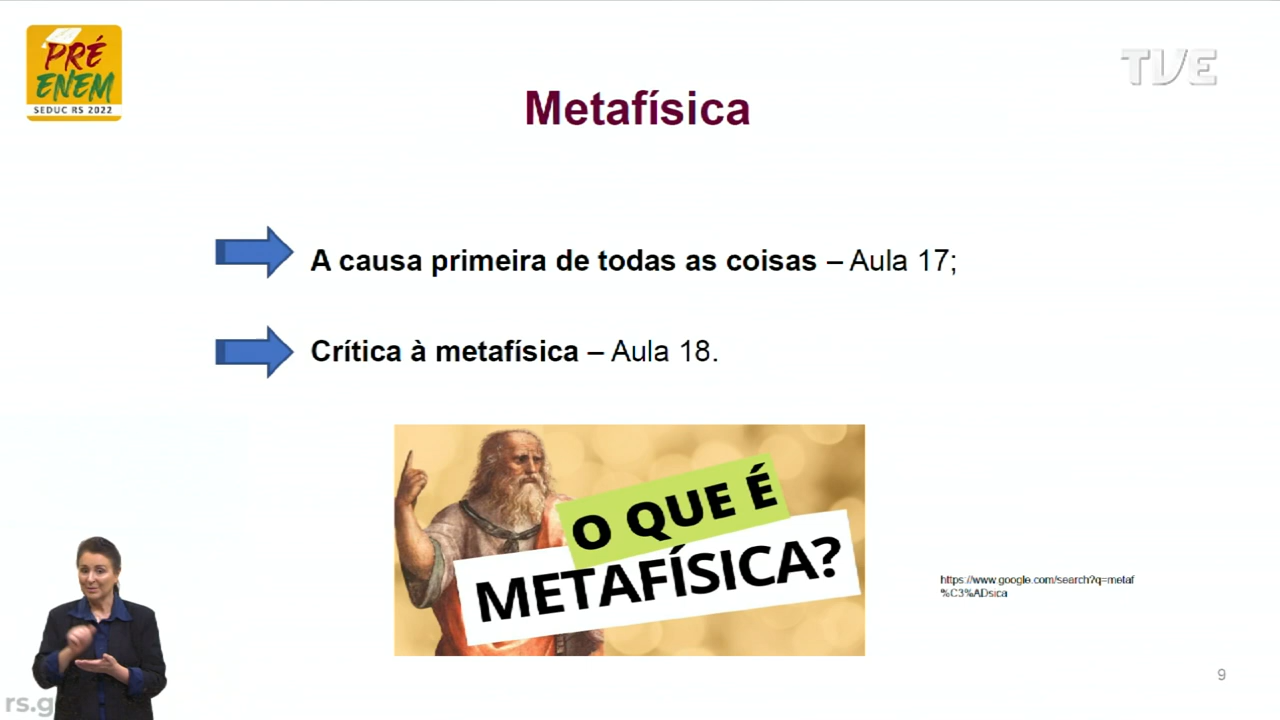 PRÉ
ENEM
SEDUC RS 2022
TVE
Metafísica
A causa primeira de todas as coisas – Aula 17;
Crítica à metafísica – Aula 18.
O QUE É
METAFÍSICA?
https://www.google.com/search?q=metaf
%C3%ADsica
9
rs.g